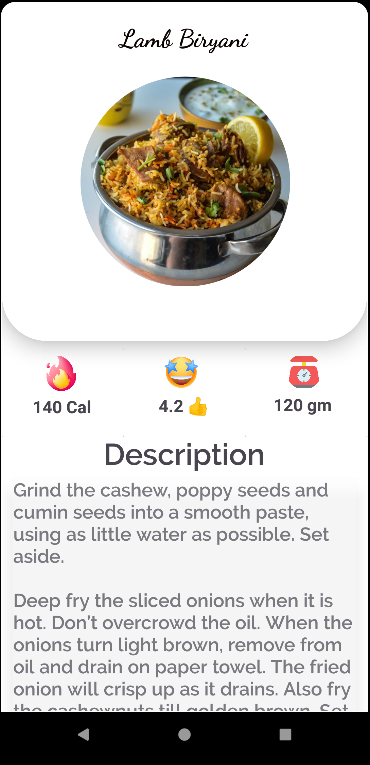 Lamb Biryani
140 Cal
4.2
120 gm
Description
Grind the cashew, poppy seeds and
cumin seeds into a smooth paste,
using as little water as possible. Set
aside.
Deep fry the sliced onions when it is
hot. Don’t overcrowd the oil. When the
onions turn light brown, remove from
oil and drain on paper towel. The fried
onion will crisp up as it drains. Also fry
the cashewnuts till golden brown. Set